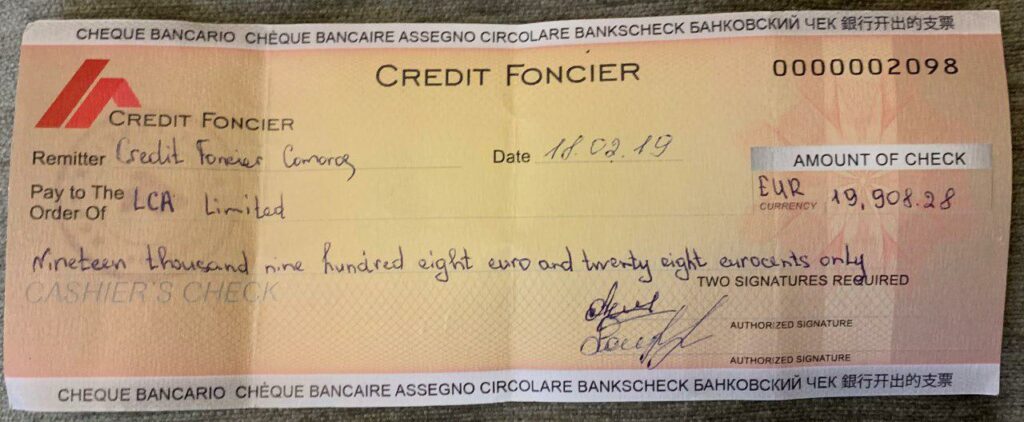 CHEQUE BANCARIO CHÈQUE BANCAIRE ASSEGNO CIRCOLARE BANKSCHECK БАНКОВСКИЙ ЧЕК 銀行开出的支票
CREDIT FONCIER
0000002098
CREDIT FONCIER
Remitter Credit Foncier Comoros
Date 18.02.19
AMOUNT OF CHECK
Pay to The Order Of LCA Limited
EUR 19,908.28
CURRENCY
Nineteen thousand nine hundred eight euro and twenty eight eurocents only
CASHIER'S CHECK
TWO SIGNATURES REQUIRED
AUTHORIZED SIGNATURE
AUTHORIZED SIGNATURE
CHEQUE BANCARIO CHÈQUE BANCAIRE ASSEGNO CIRCOLARE BANKSCHECK БАНКОВСКИЙ ЧЕК 銀行开出的支票